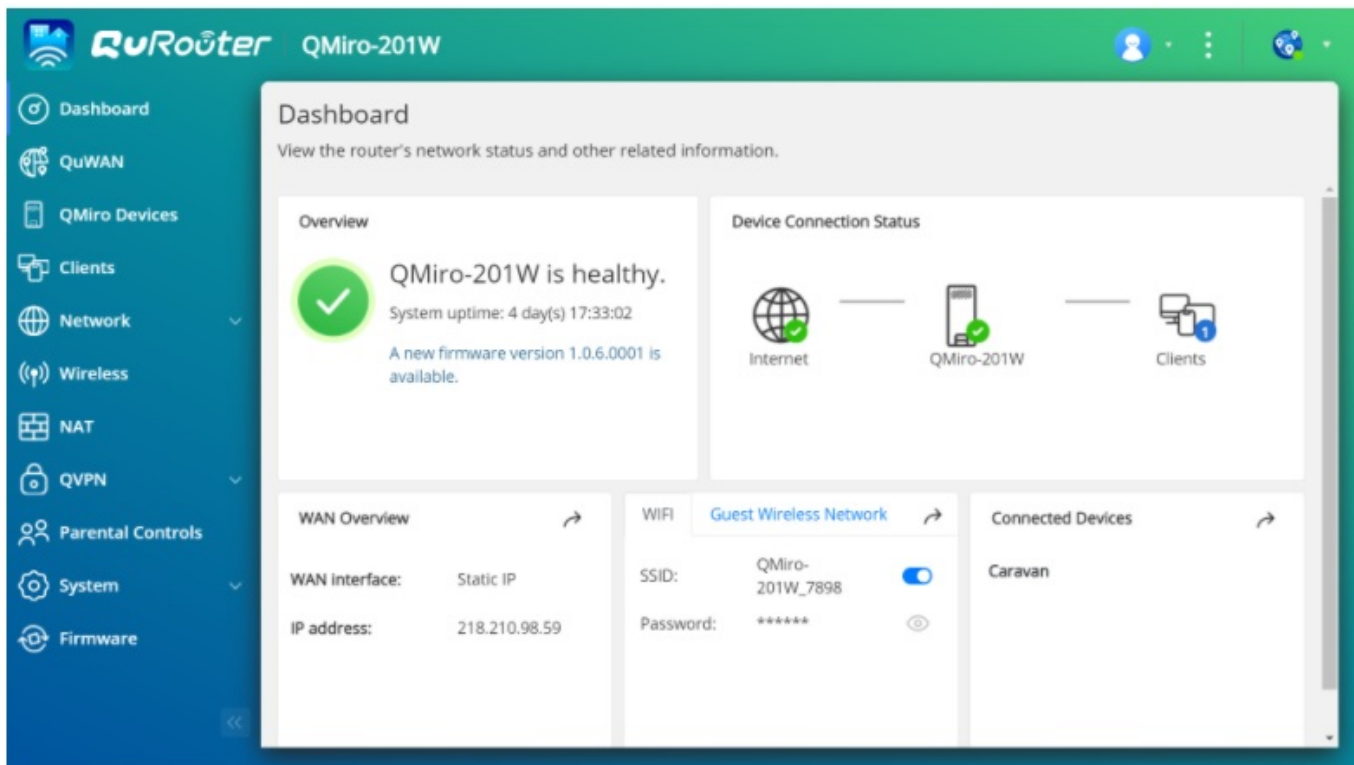 QuRouter QMiro-201W
Dashboard
QuWAN
QMiro Devices
Clients
Network
Wireless
NAT
QVPN
Parental Controls
System
Firmware
Dashboard
View the router's network status and other related information.
Overview
QMiro-201W is healthy.
System uptime: 4 day(s) 17:33:02
A new firmware version 1.0.6.0001 is
available.
Device Connection Status
Internet
QMiro-201W
1
Clients
WAN Overview
WAN interface: Static IP
IP address: 218.210.98.59
WIFI Guest Wireless Network
SSID: QMiro-
201W_7898
Password: ******
Connected Devices
Caravan